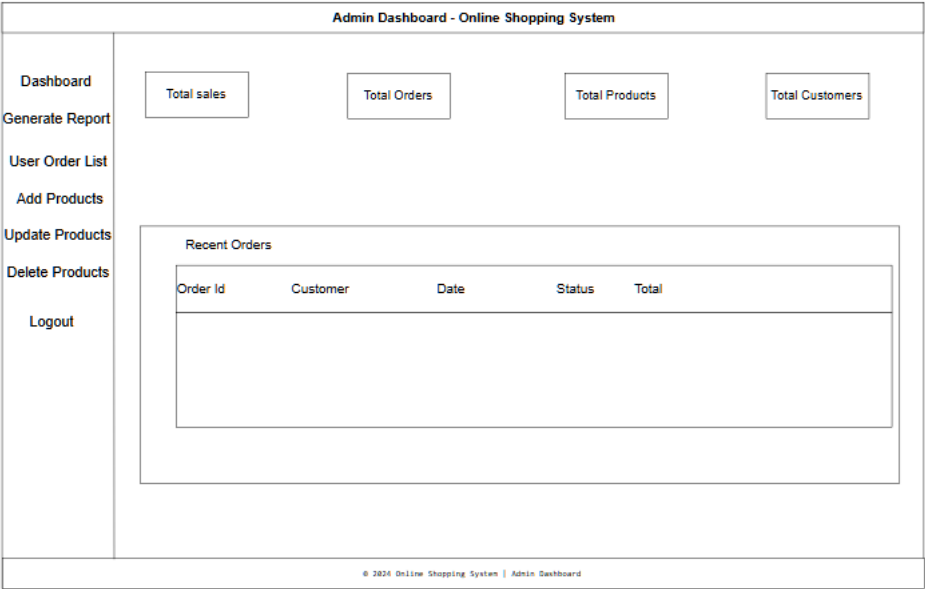 Admin Dashboard - Online Shopping System
Dashboard
Generate Report
User Order List
Add Products
Update Products
Delete Products
Logout
Total sales
Total Orders
Total Products
Total Customers
Recent Orders
Order Id Customer Date Status Total
© 2024 Online Shopping System | Admin Dashboard